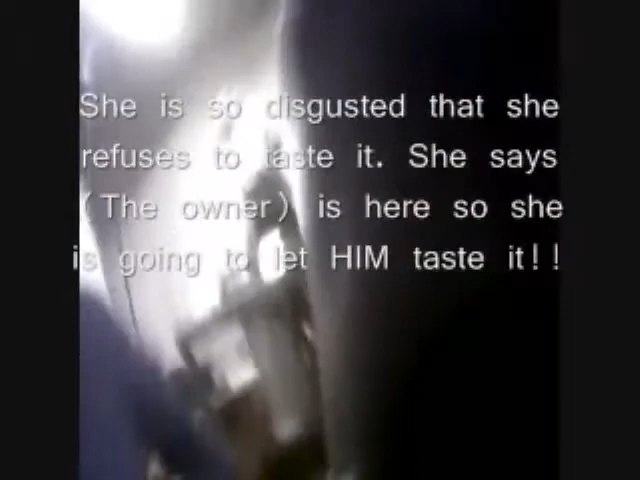 She is so disgusted that she
refuses to taste it. She says
(The owner) is here so she
is going to let HIM taste it!!